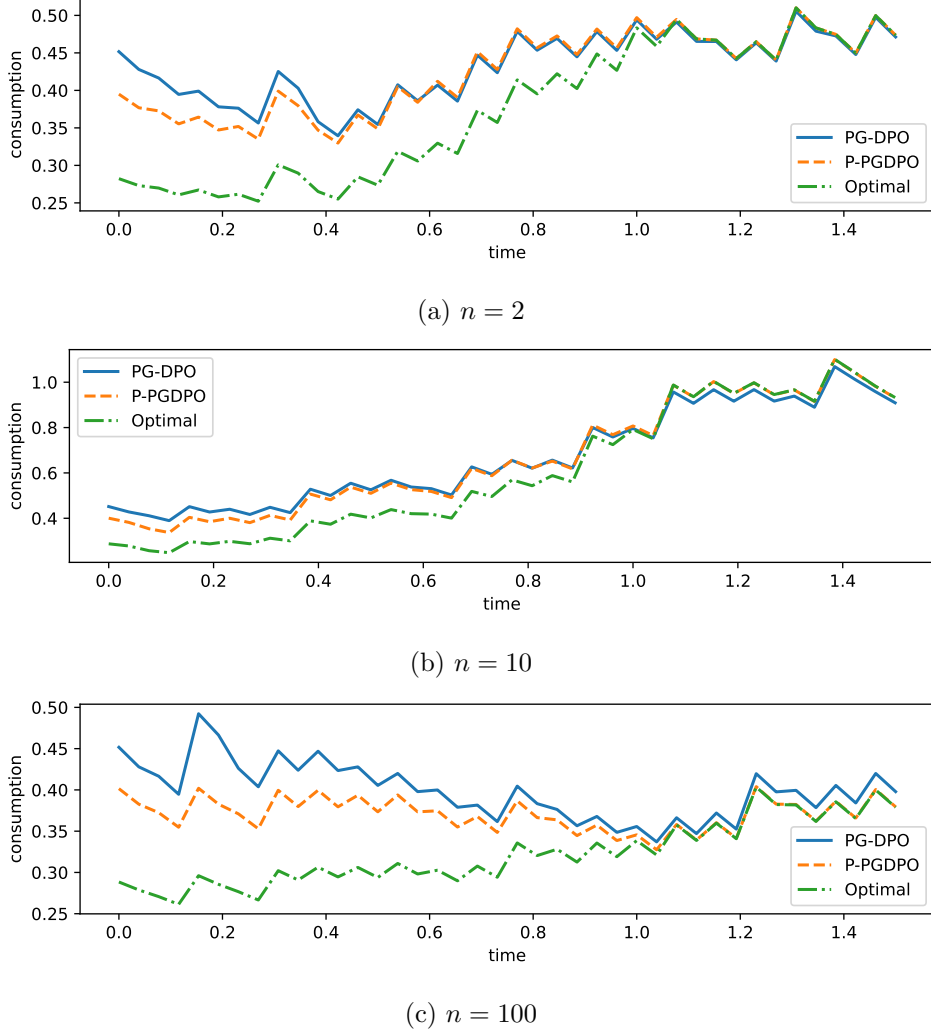 0.50
0.45
0.40
0.35
0.30
0.25
consumption
PG-DPO
P-PGDPO
Optimal
0.0 0.2 0.4 0.6 0.8 1.0 1.2 1.4
time
(a) n = 2
1.0
0.8
0.6
0.4
consumption
PG-DPO
P-PGDPO
Optimal
0.0 0.2 0.4 0.6 0.8 1.0 1.2 1.4
time
(b) n = 10
0.50
0.45
0.40
0.35
0.30
0.25
consumption
PG-DPO
P-PGDPO
Optimal
0.0 0.2 0.4 0.6 0.8 1.0 1.2 1.4
time
(c) n = 100